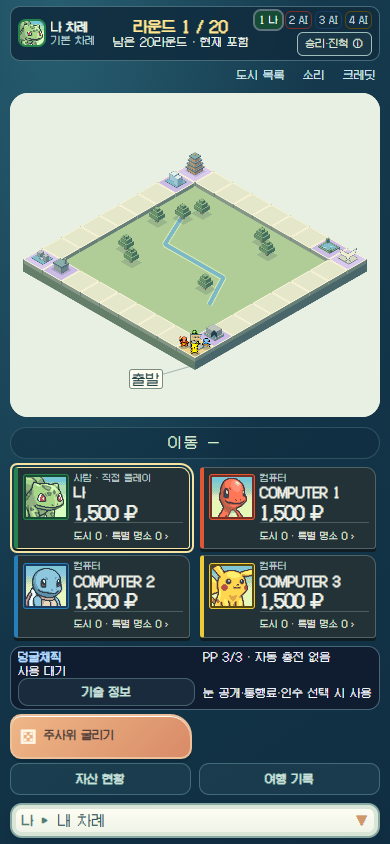 나 차례
기본 차례
라운드 1 / 20
남은 20라운드 · 현재 포함
1 나
2 AI
3 AI
4 AI
승리·진척 ⓘ
도시 목록
소리
크레딧
출발
이동 —
사람 · 직접 플레이
나
1,500 ₽
도시 0 · 특별 명소 0 ›
컴퓨터
COMPUTER 1
1,500 ₽
도시 0 · 특별 명소 0 ›
컴퓨터
COMPUTER 2
1,500 ₽
도시 0 · 특별 명소 0 ›
컴퓨터
COMPUTER 3
1,500 ₽
도시 0 · 특별 명소 0 ›
덩굴채찍
사용 대기
PP 3/3 · 자동 충전 없음
기술 정보
눈 공개·통행료·인수 선택 시 사용
주사위 굴리기
자산 현황
여행 기록
나 ▸ 내 차례